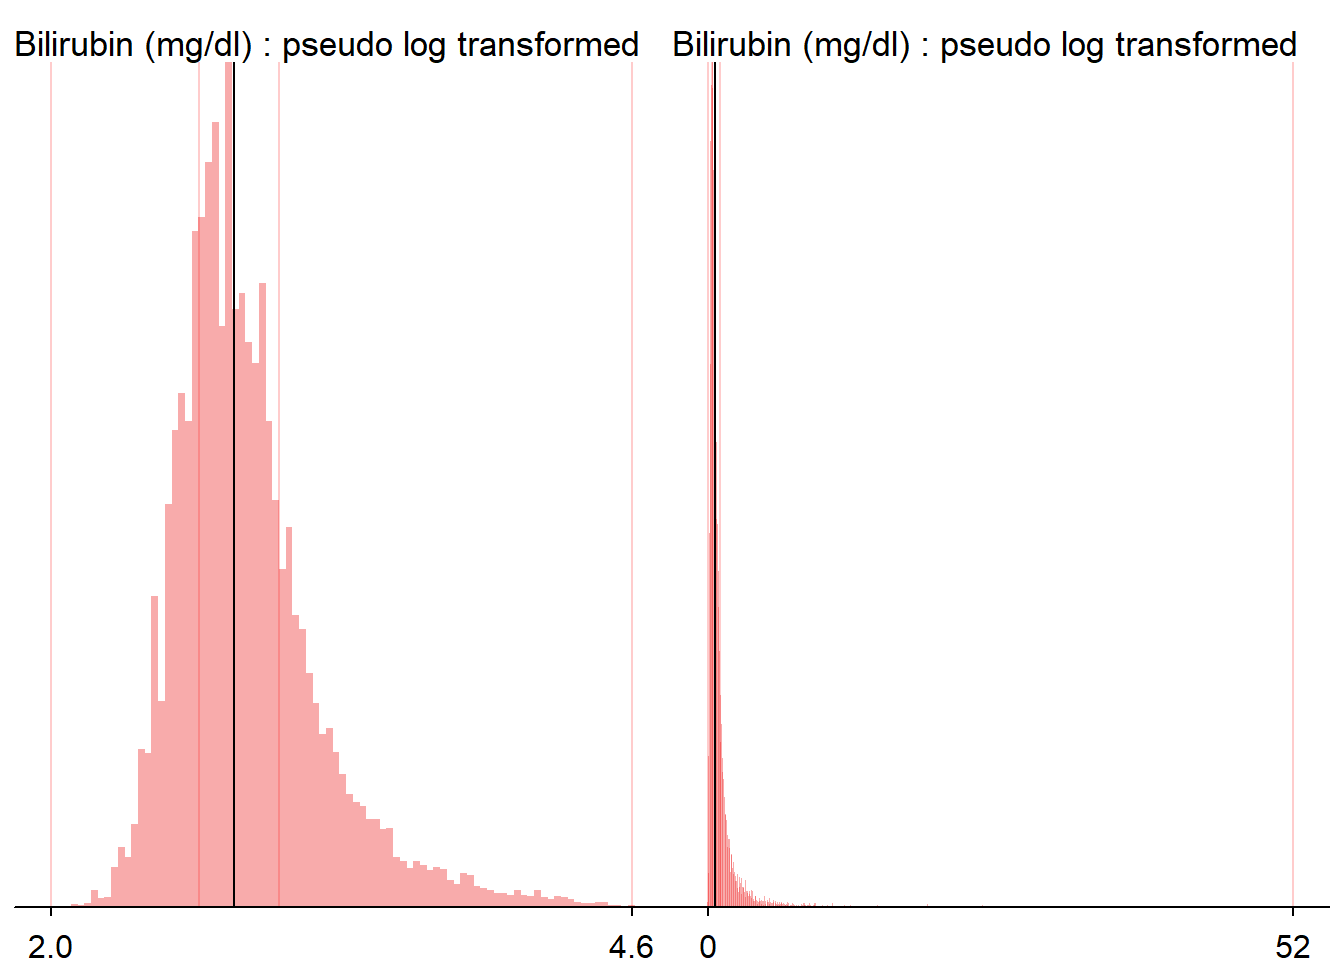 Bilirubin (mg/dl) : pseudo log transformed
Bilirubin (mg/dl) : pseudo log transformed
2.0
4.6
0
52